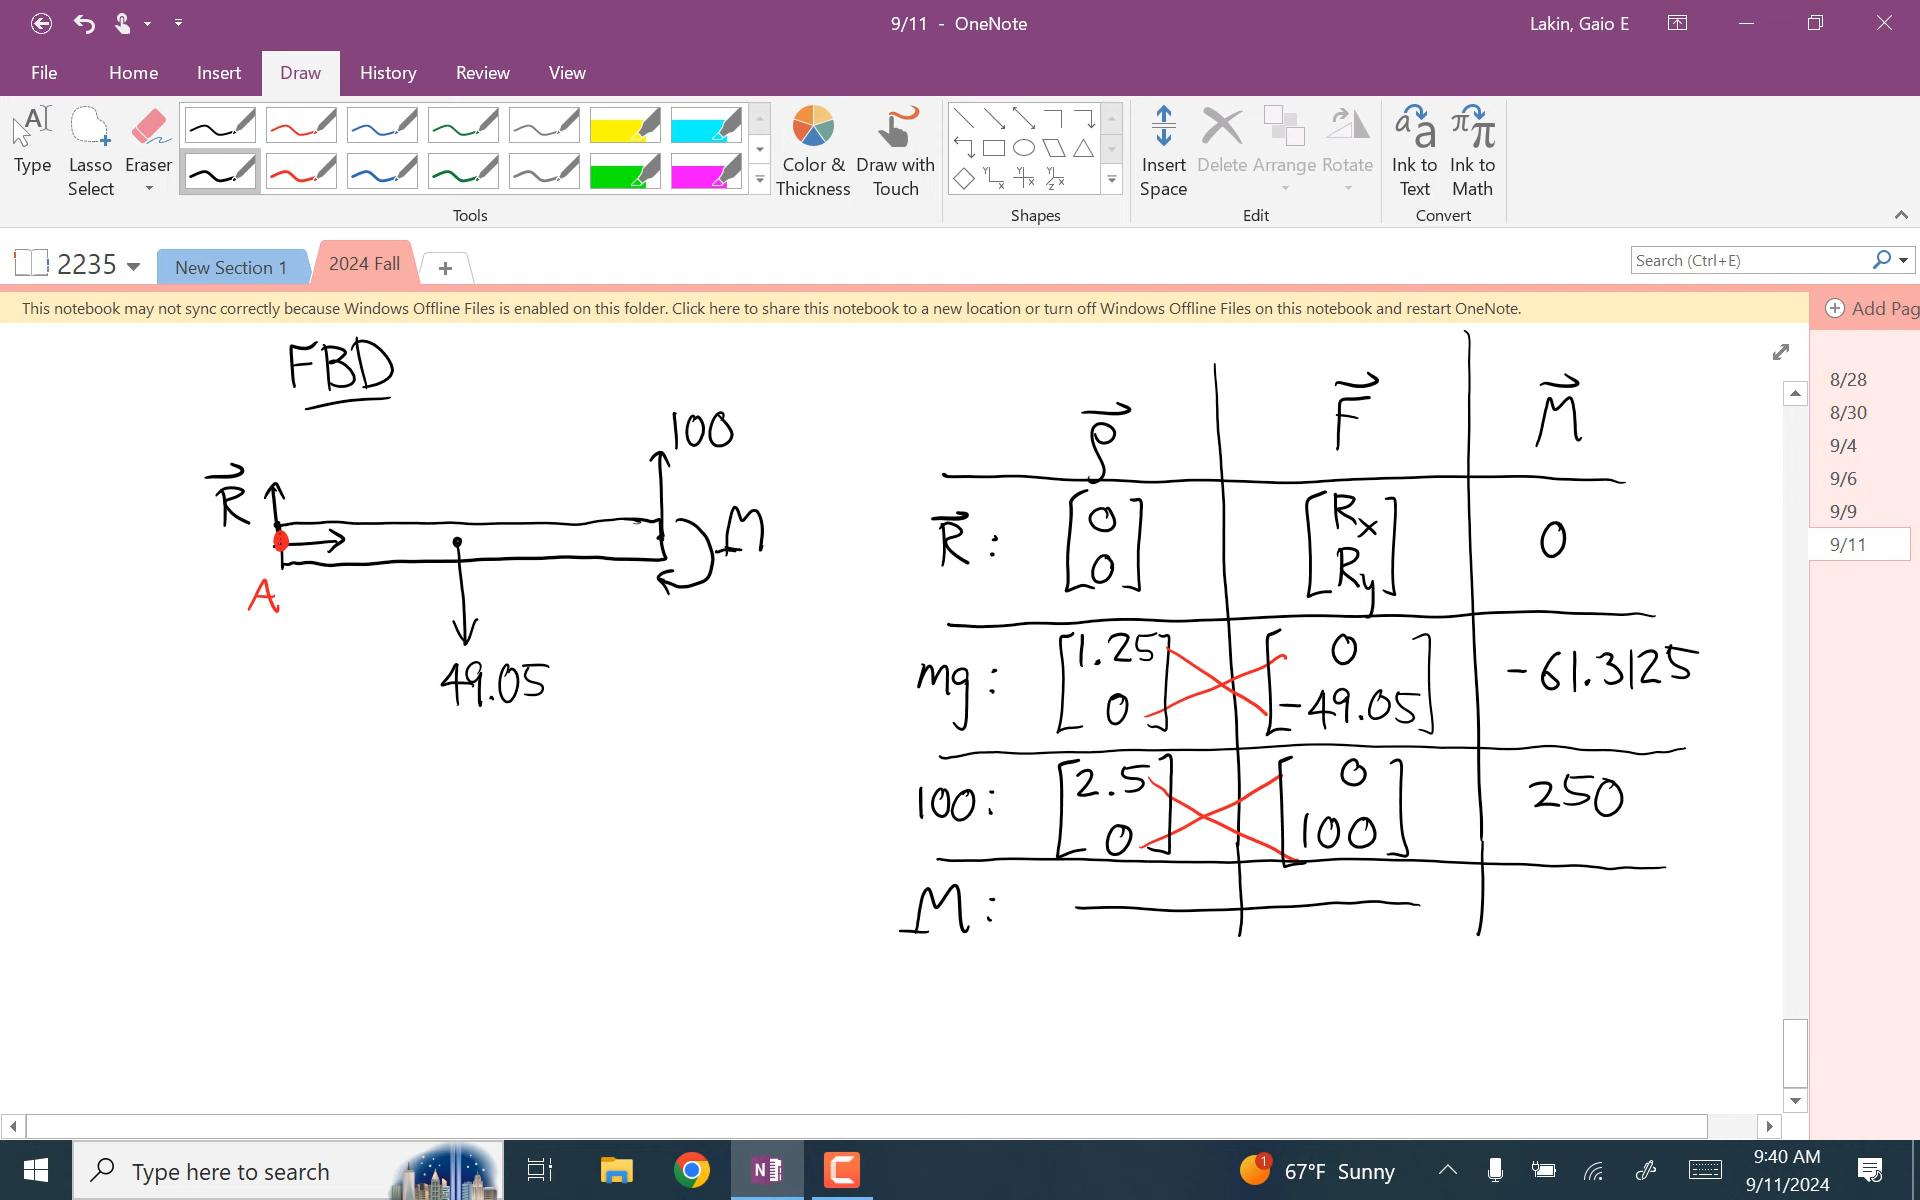 9/11 - OneNote
Lakin, Gaio E
File Home Insert Draw History Review View
Type
Lasso Select
Eraser
Color & Thickness
Draw with Touch
Insert Space
Delete
Arrange
Rotate
Ink to Text
Ink to Math
Tools
Shapes
Edit
Convert
2235
New Section 1
2024 Fall
Search (Ctrl+E)
This notebook may not sync correctly because Windows Offline Files is enabled on this folder. Click here to share this notebook to a new location or turn off Windows Offline Files on this notebook and restart OneNote.
Add Pag
8/28
8/30
9/4
9/6
9/9
9/11
FBD
100
R
M
A
49.05
ρ F M
R: [0 0] [Rx Ry] 0
mg: [1.25 0] [0 -49.05] -61.3125
100: [2.5 0] [0 100] 250
M:
Type here to search
67°F Sunny
9:40 AM
9/11/2024